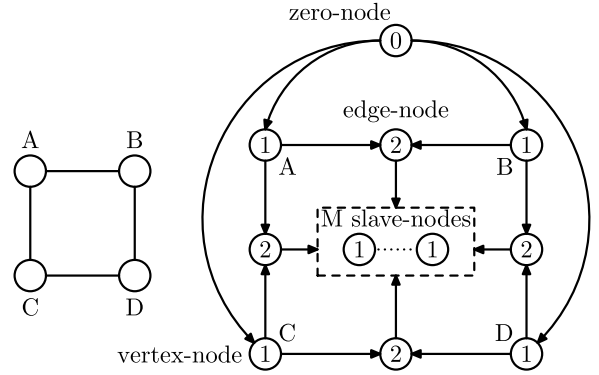 zero-node
0
edge-node
1 2 1
A B
A B
M slave-nodes
2 1 ...... 1 2
C D
C D
vertex-node 1 2 1